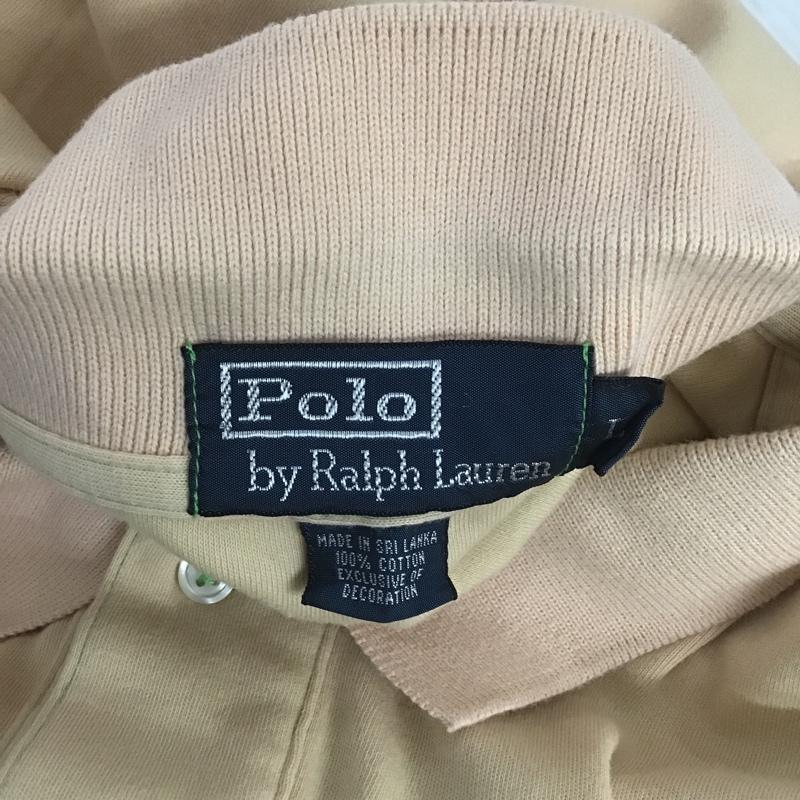 Polo
by Ralph Lauren
MADE IN SRI LANKA
100% COTTON
EXCLUSIVE OF
DECORATION